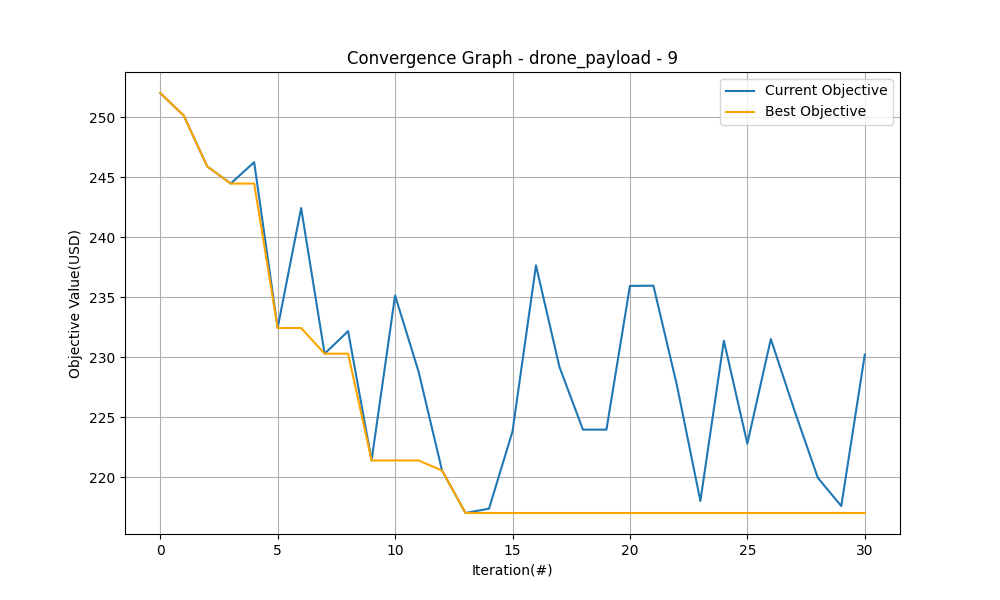 Convergence Graph - drone_payload - 9
Current Objective
Best Objective
Objective Value(USD)
250
245
240
235
230
225
220
0 5 10 15 20 25 30
Iteration(#)